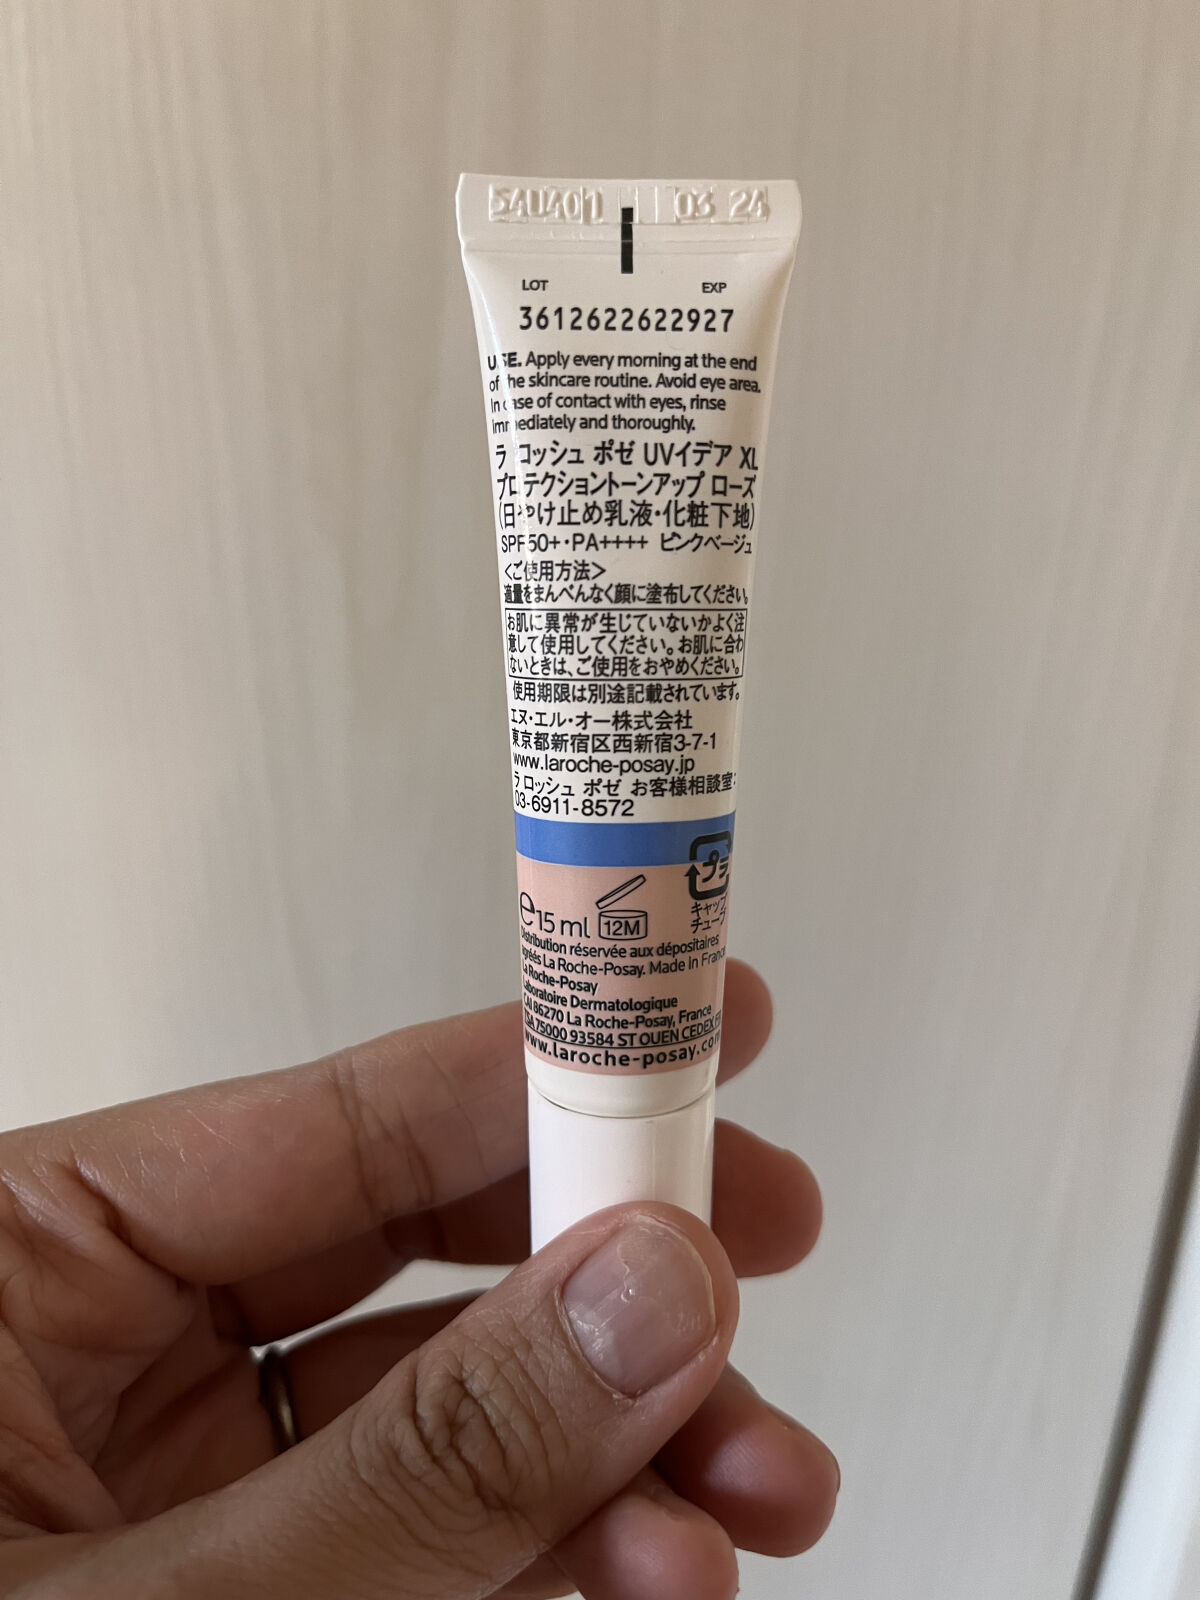 54U401 03 24
LOT EXP
3612622622927
USE. Apply every morning at the end
of the skincare routine. Avoid eye area.
In case of contact with eyes, rinse
immediately and thoroughly.
ラ ロッシュ ポゼ UVイデア XL
プロテクショントーンアップ ローズ
(日やけ止め乳液・化粧下地)
SPF50+・PA++++ ピンクベージュ
<ご使用方法>
適量をまんべんなく顔に塗布してください。
お肌に異常が生じていないかよく注
意して使用してください。お肌に合わ
ないときは、ご使用をおやめください。
使用期限は別途記載されています。
エヌ・エル・オー株式会社
東京都新宿区西新宿3-7-1
www.laroche-posay.jp
ラ ロッシュ ポゼ お客様相談室:
03-6911-8572
プラ
キャップ
チューブ
e15 ml 12M
Distribution réservée aux dépositaires
agréés La Roche-Posay. Made in France
La Roche-Posay
Laboratoire Dermatologique
CAI 86270 La Roche-Posay, France
TSA 75000 93584 ST OUEN CEDEX FR
www.laroche-posay.com